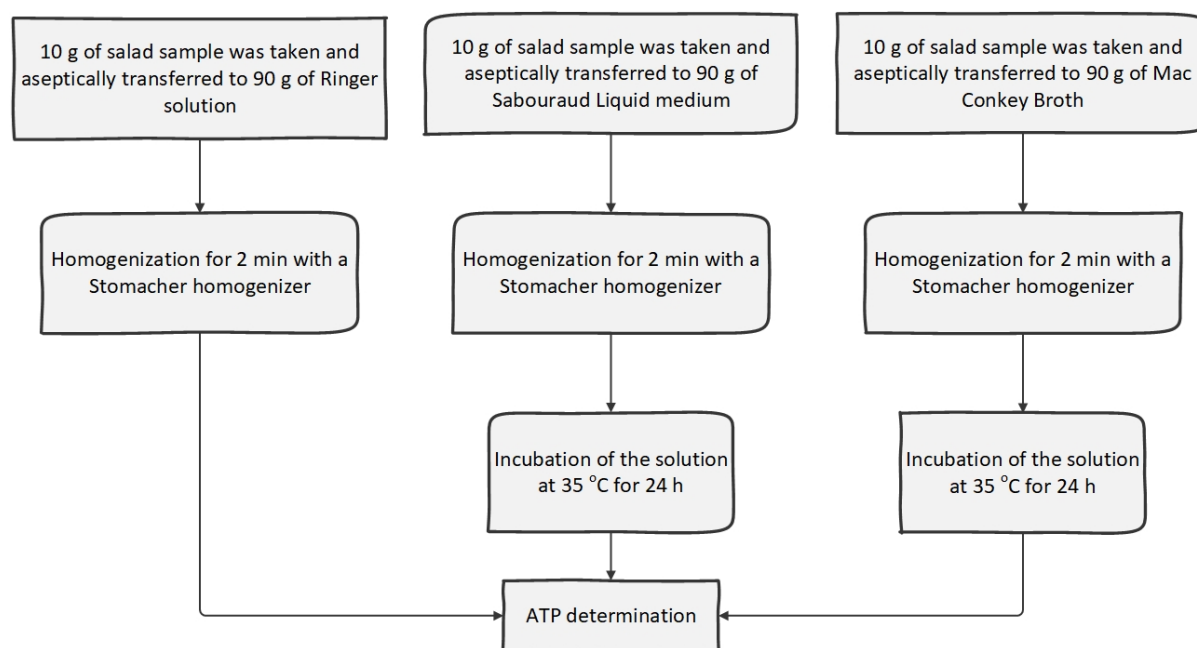 10 g of salad sample was taken and
aseptically transferred to 90 g of Ringer
solution
10 g of salad sample was taken and
aseptically transferred to 90 g of
Sabouraud Liquid medium
10 g of salad sample was taken and
aseptically transferred to 90 g of Mac
Conkey Broth
Homogenization for 2 min with a
Stomacher homogenizer
Homogenization for 2 min with a
Stomacher homogenizer
Homogenization for 2 min with a
Stomacher homogenizer
Incubation of the solution
at 35 °C for 24 h
Incubation of the solution
at 35 °C for 24 h
ATP determination